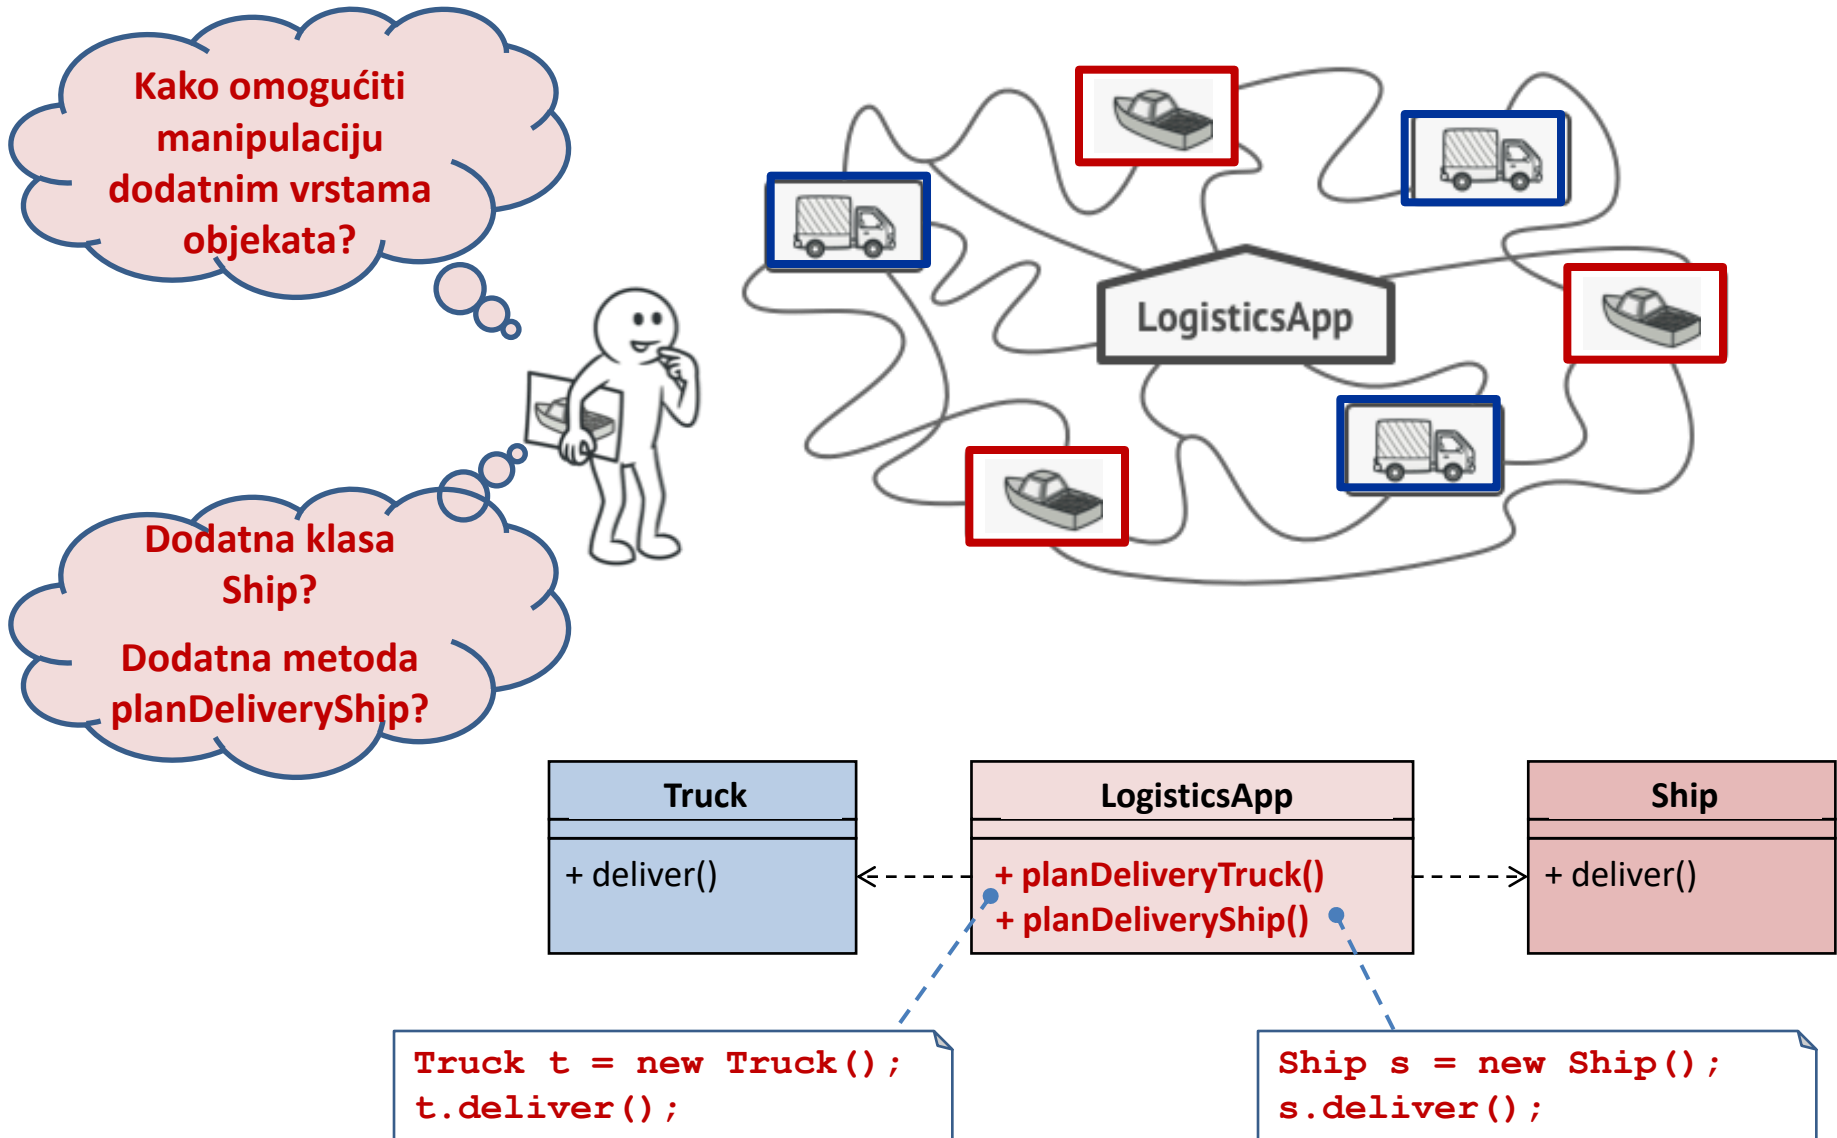 Kako omogućiti
manipulaciju
dodatnim vrstama
objekata?
LogisticsApp
Dodatna klasa
Ship?
Dodatna metoda
planDeliveryShip?
Truck
+ deliver()
LogisticsApp
+ planDeliveryTruck()
+ planDeliveryShip()
Ship
+ deliver()
Truck t = new Truck();
t.deliver();
Ship s = new Ship();
s.deliver();